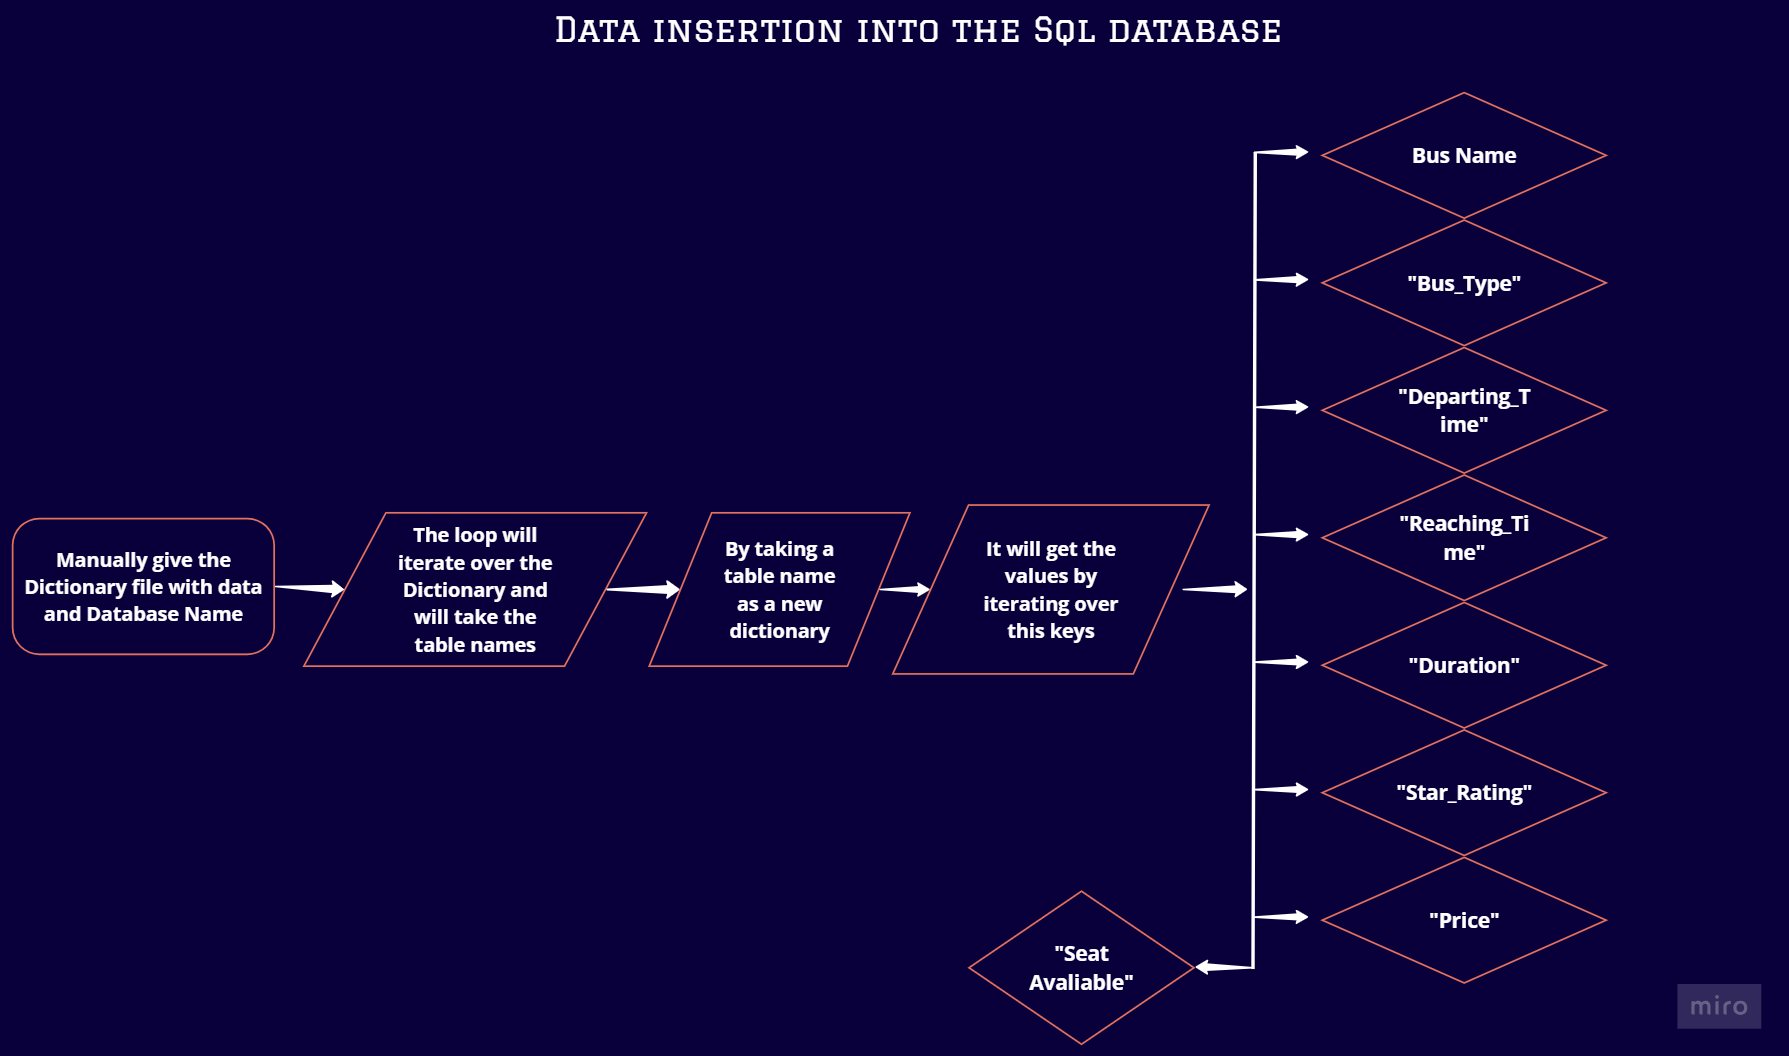 Data insertion into the Sql database
Manually give the
Dictionary file with data
and Database Name
The loop will
iterate over the
Dictionary and
will take the
table names
By taking a
table name
as a new
dictionary
It will get the
values by
iterating over
this keys
Bus Name
"Bus_Type"
"Departing_T
ime"
"Reaching_Ti
me"
"Duration"
"Star_Rating"
"Price"
"Seat
Avaliable"
miro